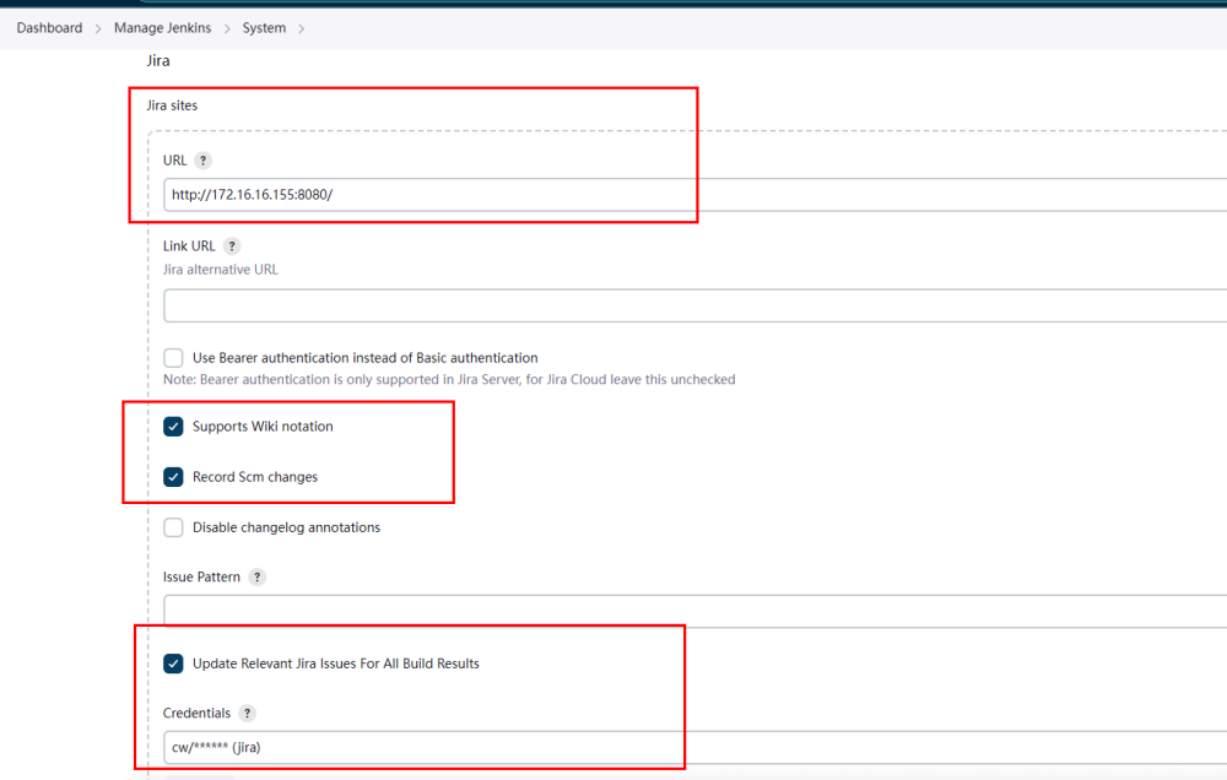 Dashboard > Manage Jenkins > System >
Jira
Jira sites
URL ?
http://172.16.16.155:8080/
Link URL ?
Jira alternative URL
Use Bearer authentication instead of Basic authentication
Note: Bearer authentication is only supported in Jira Server, for Jira Cloud leave this unchecked
Supports Wiki notation
Record Scm changes
Disable changelog annotations
Issue Pattern ?
Update Relevant Jira Issues For All Build Results
Credentials ?
cw/****** (jira)